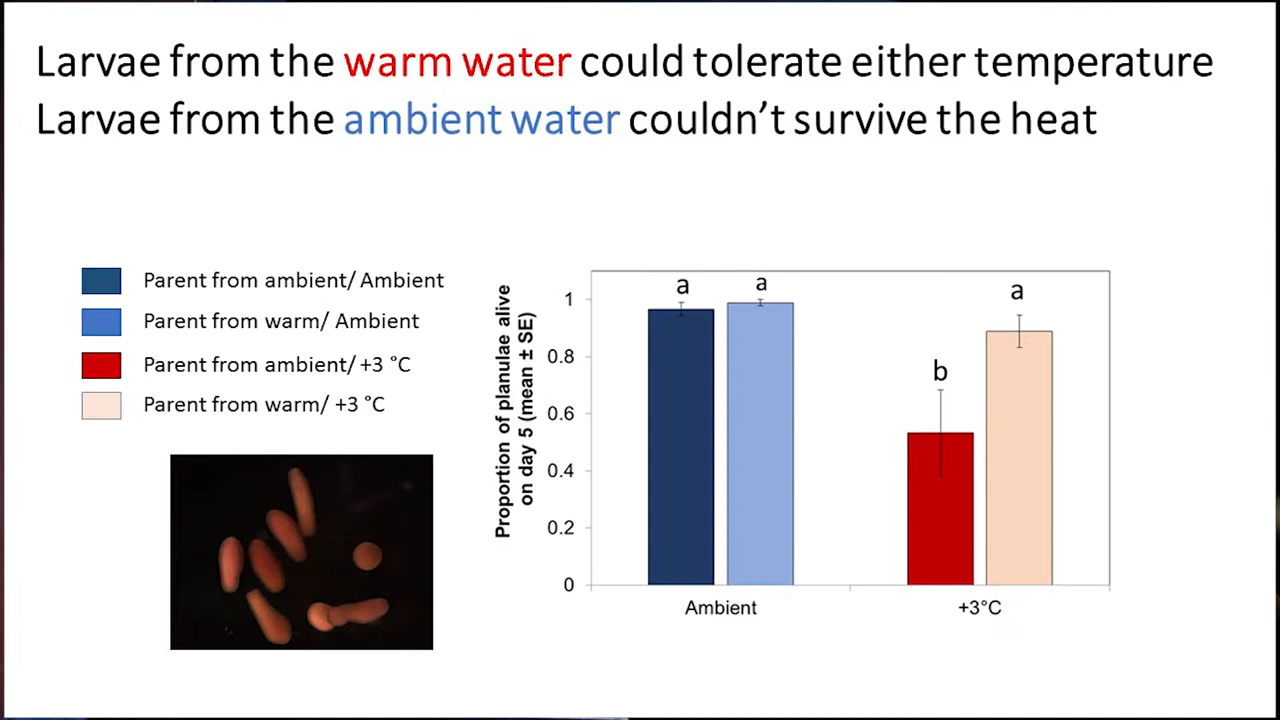 Larvae from the warm water could tolerate either temperature
Larvae from the ambient water couldn't survive the heat
Parent from ambient/ Ambient
Parent from warm/ Ambient
Parent from ambient/ +3 °C
Parent from warm/ +3 °C
Proportion of planulae alive
on day 5 (mean ± SE)
1
0.8
0.6
0.4
0.2
0
a
a
b
a
Ambient
+3°C